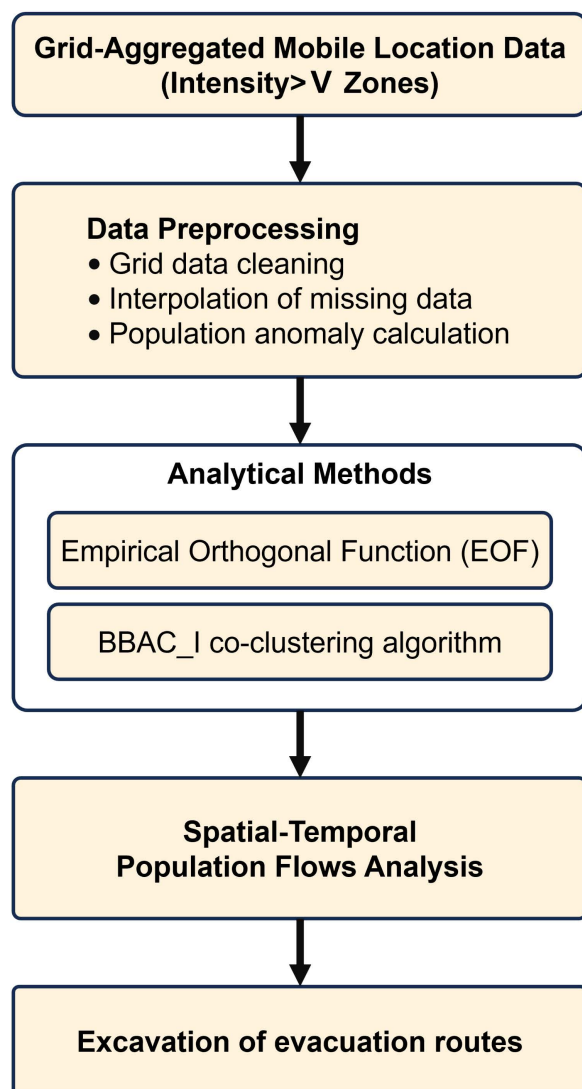 Grid-Aggregated Mobile Location Data
(Intensity>V Zones)
Data Preprocessing
• Grid data cleaning
• Interpolation of missing data
• Population anomaly calculation
Analytical Methods
Empirical Orthogonal Function (EOF)
BBAC_I co-clustering algorithm
Spatial-Temporal
Population Flows Analysis
Excavation of evacuation routes